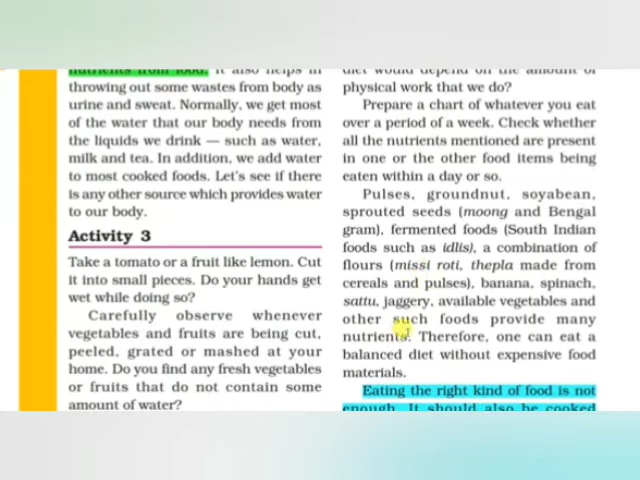 nutrients from food. It also helps in
throwing out some wastes from body as
urine and sweat. Normally, we get most
of the water that our body needs from
the liquids we drink — such as water,
milk and tea. In addition, we add water
to most cooked foods. Let's see if there
is any other source which provides water
to our body.
Activity 3
Take a tomato or a fruit like lemon. Cut
it into small pieces. Do your hands get
wet while doing so?
Carefully observe whenever
vegetables and fruits are being cut,
peeled, grated or mashed at your
home. Do you find any fresh vegetables
or fruits that do not contain some
amount of water?
diet would depend on the amount of
physical work that we do?
Prepare a chart of whatever you eat
over a period of a week. Check whether
all the nutrients mentioned are present
in one or the other food items being
eaten within a day or so.
Pulses, groundnut, soyabean,
sprouted seeds (moong and Bengal
gram), fermented foods (South Indian
foods such as idlis), a combination of
flours (missi roti, thepla made from
cereals and pulses), banana, spinach,
sattu, jaggery, available vegetables and
other such foods provide many
nutrients. Therefore, one can eat a
balanced diet without expensive food
materials.
Eating the right kind of food is not
enough. It should also be cooked